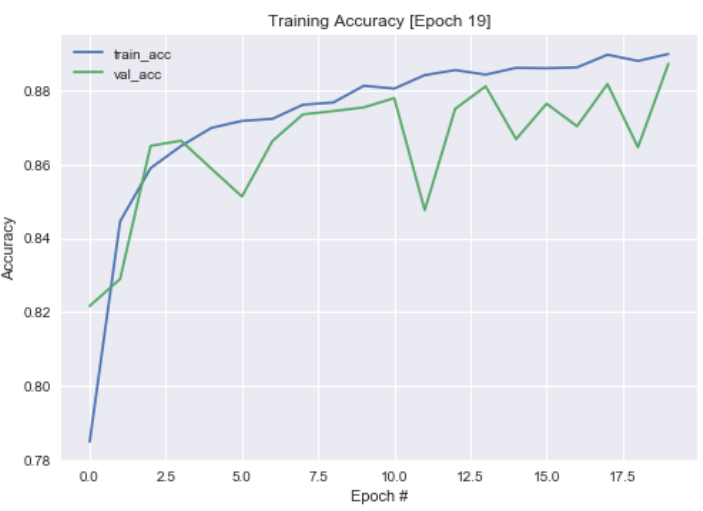 Training Accuracy [Epoch 19]
train_acc
val_acc
0.88
0.86
0.84
0.82
0.80
0.78
Accuracy
0.0 2.5 5.0 7.5 10.0 12.5 15.0 17.5
Epoch #